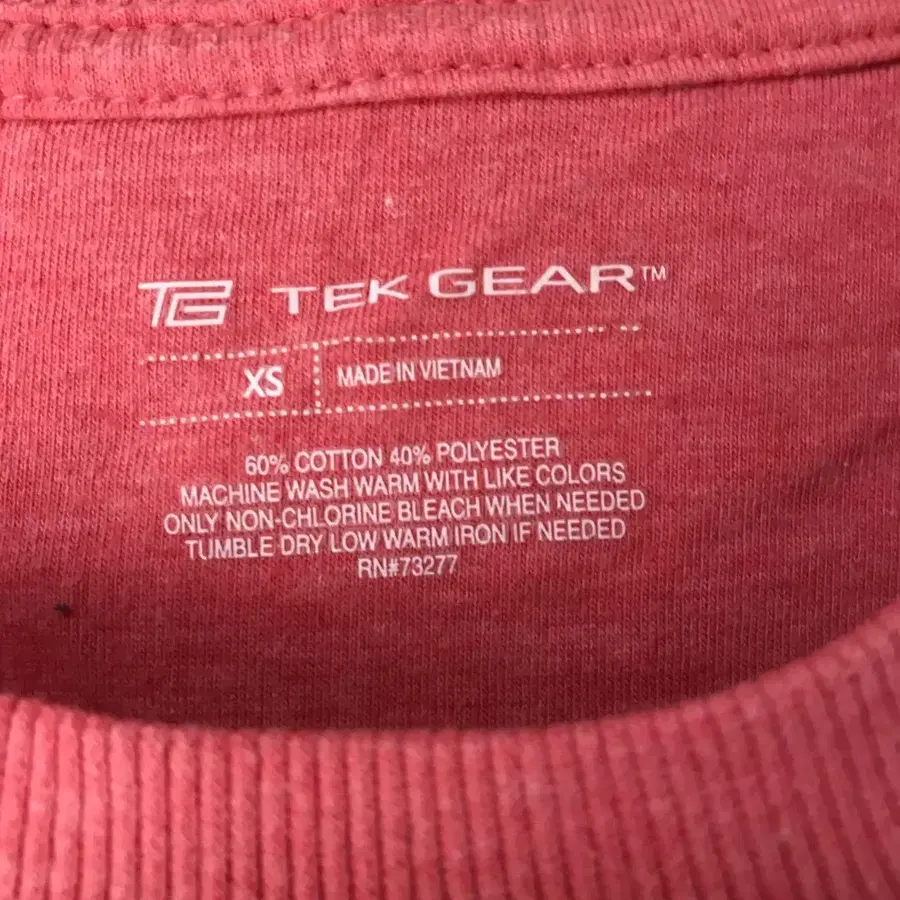 TG TEK GEAR™
XS MADE IN VIETNAM
60% COTTON 40% POLYESTER
MACHINE WASH WARM WITH LIKE COLORS
ONLY NON-CHLORINE BLEACH WHEN NEEDED
TUMBLE DRY LOW WARM IRON IF NEEDED
RN#73277